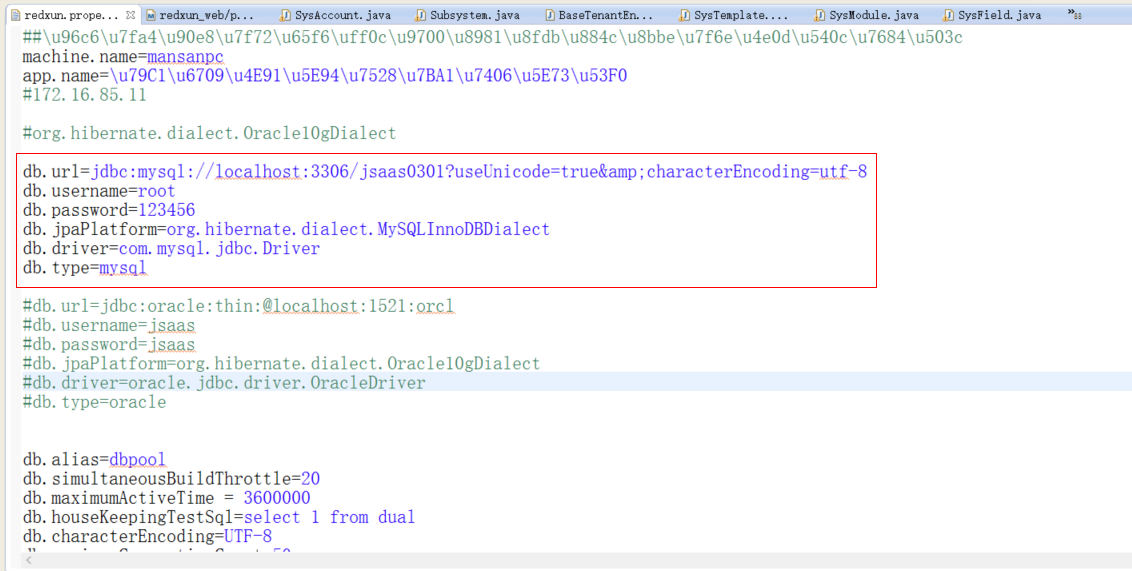 redxun.prope... redxun_web/p... SysAccount.java Subsystem.java BaseTenantEn... SysTemplate.... SysModule.java SysField.java
##\u96c6\u7fa4\u90e8\u7f72\u65f6\uff0c\u9700\u8981\u8fdb\u884c\u8bbe\u7f6e\u4e0d\u540c\u7684\u503c
machine.name=mansanpc
app.name=\u79C1\u6709\u4E91\u5E94\u7528\u7BA1\u7406\u5E73\u53F0
#172.16.85.11
#org.hibernate.dialect.Oracle10gDialect
db.url=jdbc:mysql://localhost:3306/jsaas0301?useUnicode=true&amp;characterEncoding=utf-8
db.username=root
db.password=123456
db.jpaPlatform=org.hibernate.dialect.MySQLInnoDBDialect
db.driver=com.mysql.jdbc.Driver
db.type=mysql
#db.url=jdbc:oracle:thin:@localhost:1521:orcl
#db.username=jsaas
#db.password=jsaas
#db.jpaPlatform=org.hibernate.dialect.Oracle10gDialect
#db.driver=oracle.jdbc.driver.OracleDriver
#db.type=oracle
db.alias=dbpool
db.simultaneousBuildThrottle=20
db.maximumActiveTime = 3600000
db.houseKeepingTestSql=select 1 from dual
db.characterEncoding=UTF-8